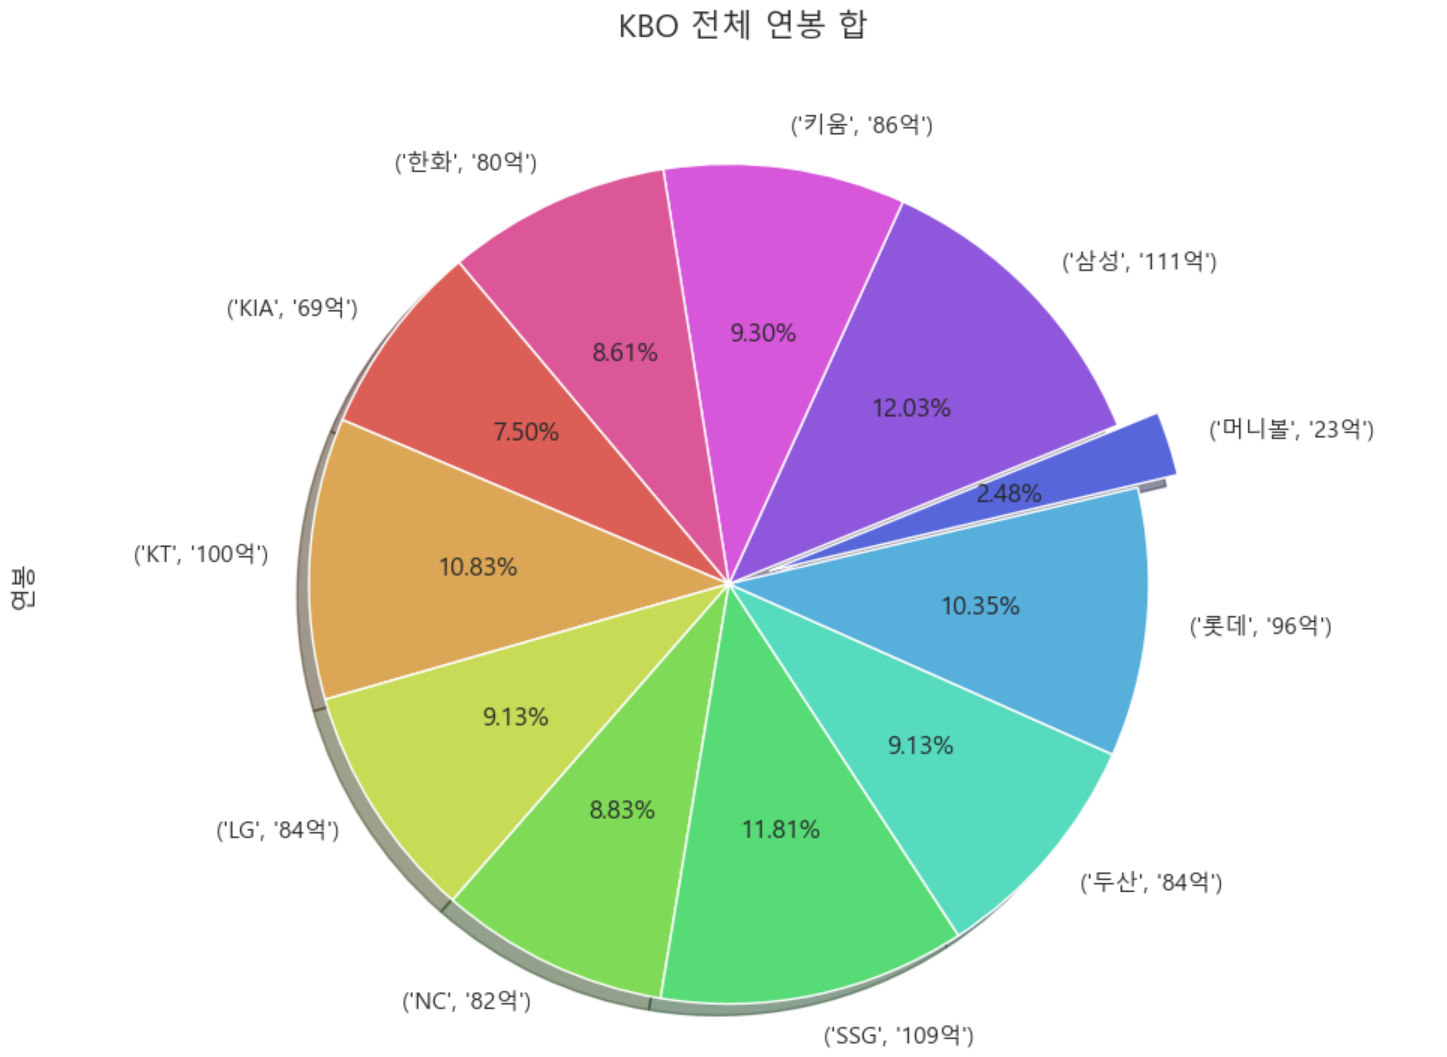 KBO 전체 연봉 합
('키움', '86억')
('한화', '80억')
('삼성', '111억')
('KIA', '69억')
9.30%
8.61%
12.03%
7.50%
('머니볼', '23억')
2.48%
('KT', '100억')
10.83%
연봉
10.35%
('롯데', '96억')
9.13%
9.13%
8.83%
11.81%
('LG', '84억')
('두산', '84억')
('NC', '82억')
('SSG', '109억')